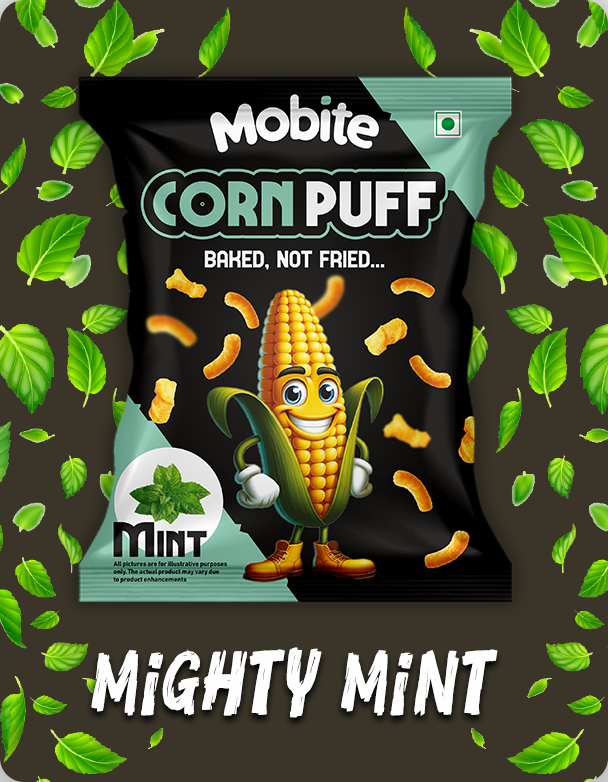 Mobite
CORN PUFF
BAKED, NOT FRIED...
MINT
All pictures are for illustrative purposes
only. The actual product may vary due
to product enhancements
MiGHTY MiNT